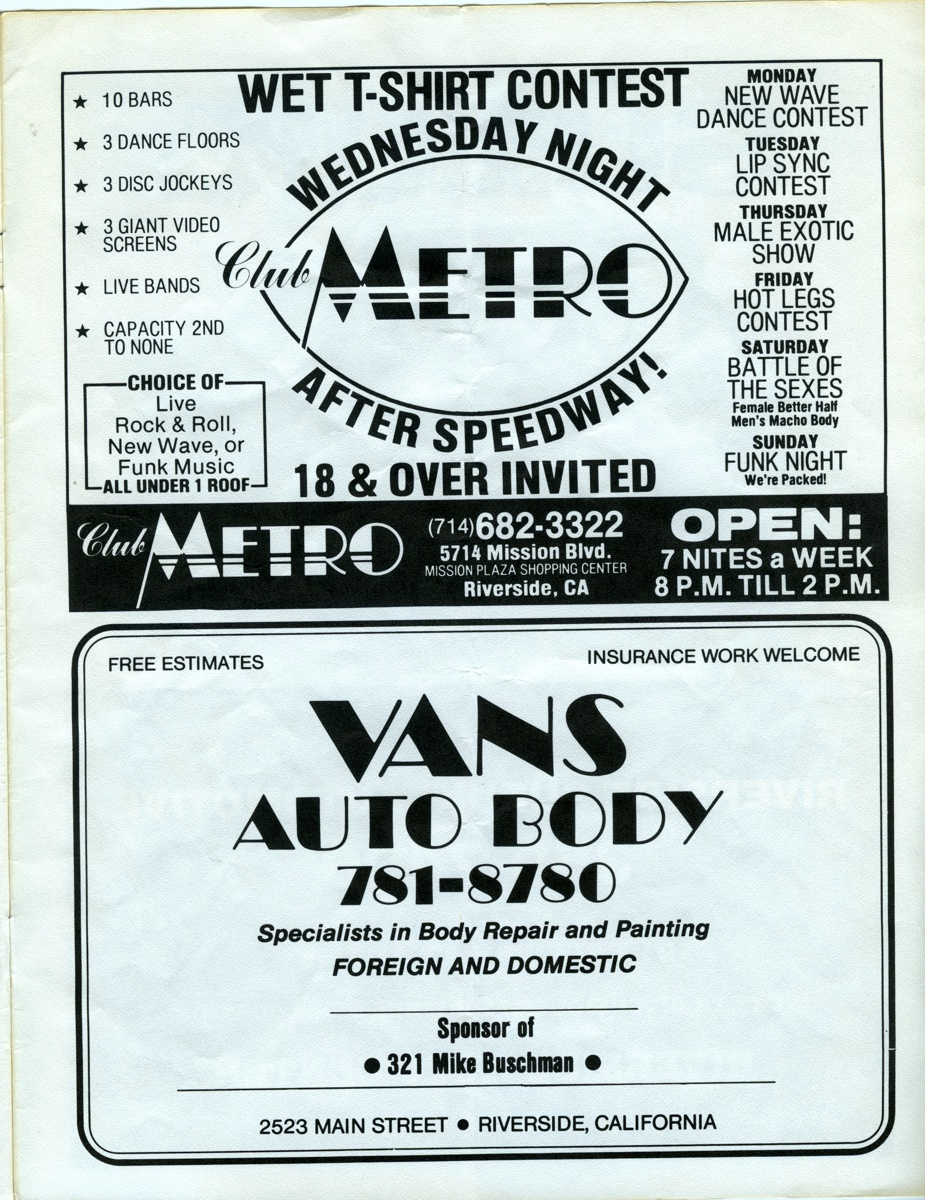 WET T-SHIRT CONTEST
WEDNESDAY NIGHT
Club METRO
AFTER SPEEDWAY!
18 & OVER INVITED
★ 10 BARS
★ 3 DANCE FLOORS
★ 3 DISC JOCKEYS
★ 3 GIANT VIDEO
SCREENS
★ LIVE BANDS
★ CAPACITY 2ND
TO NONE
CHOICE OF
Live
Rock & Roll,
New Wave, or
Funk Music
ALL UNDER 1 ROOF
MONDAY
NEW WAVE
DANCE CONTEST
TUESDAY
LIP SYNC
CONTEST
THURSDAY
MALE EXOTIC
SHOW
FRIDAY
HOT LEGS
CONTEST
SATURDAY
BATTLE OF
THE SEXES
Female Better Half
Men's Macho Body
SUNDAY
FUNK NIGHT
We're Packed!
Club METRO
(714) 682-3322
5714 Mission Blvd.
MISSION PLAZA SHOPPING CENTER
Riverside, CA
OPEN:
7 NITES a WEEK
8 P.M. TILL 2 P.M.
FREE ESTIMATES
INSURANCE WORK WELCOME
VANS
AUTO BODY
781-8780
Specialists in Body Repair and Painting
FOREIGN AND DOMESTIC
Sponsor of
● 321 Mike Buschman ●
2523 MAIN STREET ● RIVERSIDE, CALIFORNIA